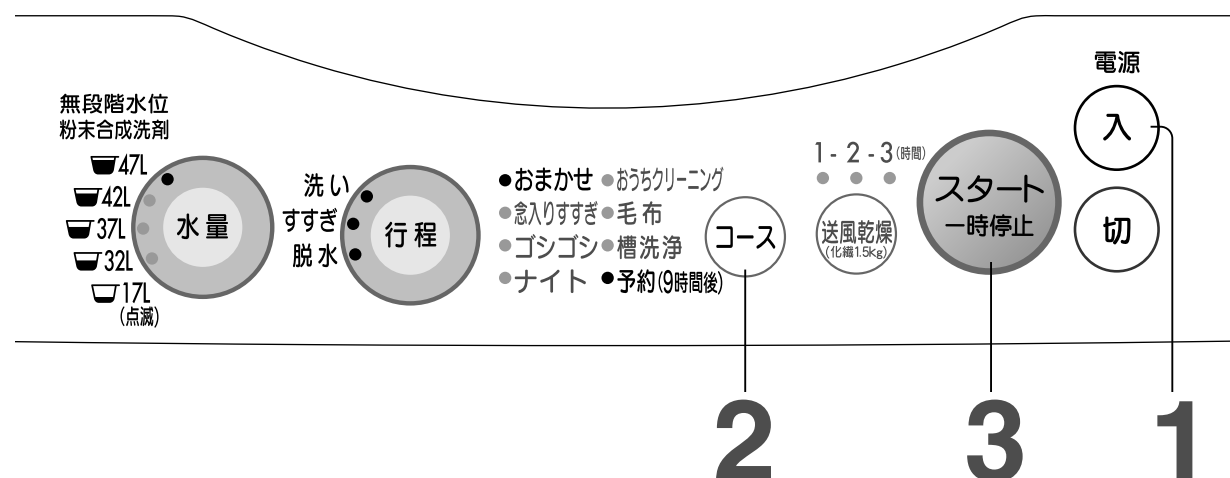 無段階水位
粉末合成洗剤
47L
42L
37L
32L
17L
(点滅)
水量
洗い
すすぎ
脱水
行程
おまかせ おうちクリーニング
念入りすすぎ 毛布
ゴシゴシ 槽洗浄
ナイト 予約(9時間後)
コース
1 - 2 - 3 (時間)
送風乾燥
(化繊1.5kg)
スタート
一時停止
電源
入
切
2
3
1